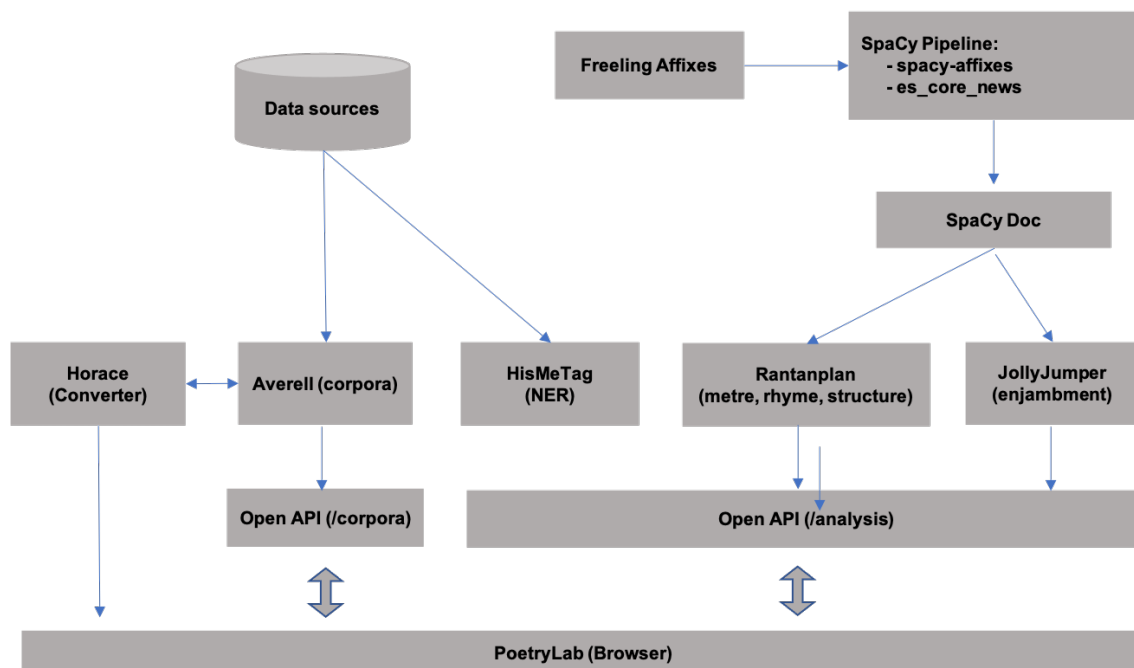 Data sources
Freeling Affixes
SpaCy Pipeline:
- spacy-affixes
- es_core_news
SpaCy Doc
Horace
(Converter)
Averell (corpora)
HisMeTag
(NER)
Rantanplan
(metre, rhyme, structure)
JollyJumper
(enjambment)
Open API (/corpora)
Open API (/analysis)
PoetryLab (Browser)